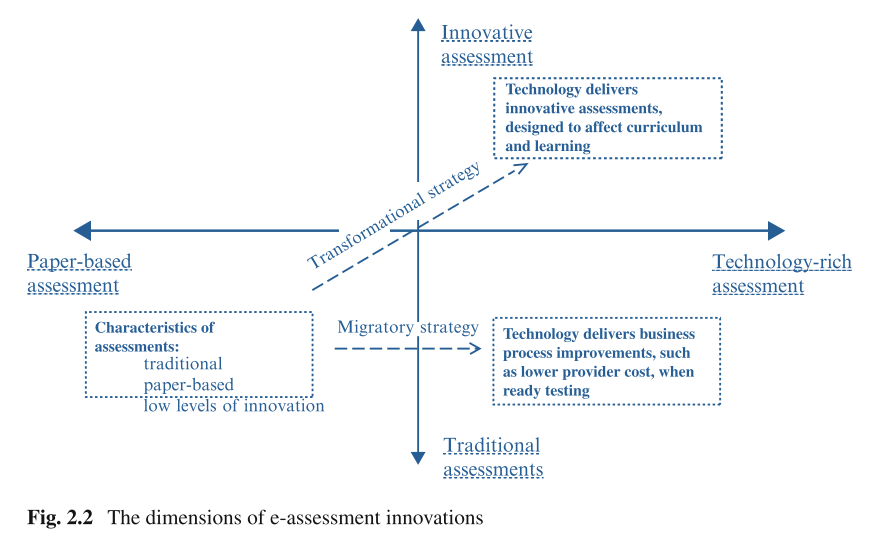 Innovative
assessment
Technology delivers
innovative assessments,
designed to affect curriculum
and learning
Transformational strategy
Paper-based
assessment
Technology-rich
assessment
Characteristics of
assessments:
traditional
paper-based
low levels of innovation
Migratory strategy
Technology delivers business
process improvements, such
as lower provider cost, when
ready testing
Traditional
assessments
Fig. 2.2 The dimensions of e-assessment innovations